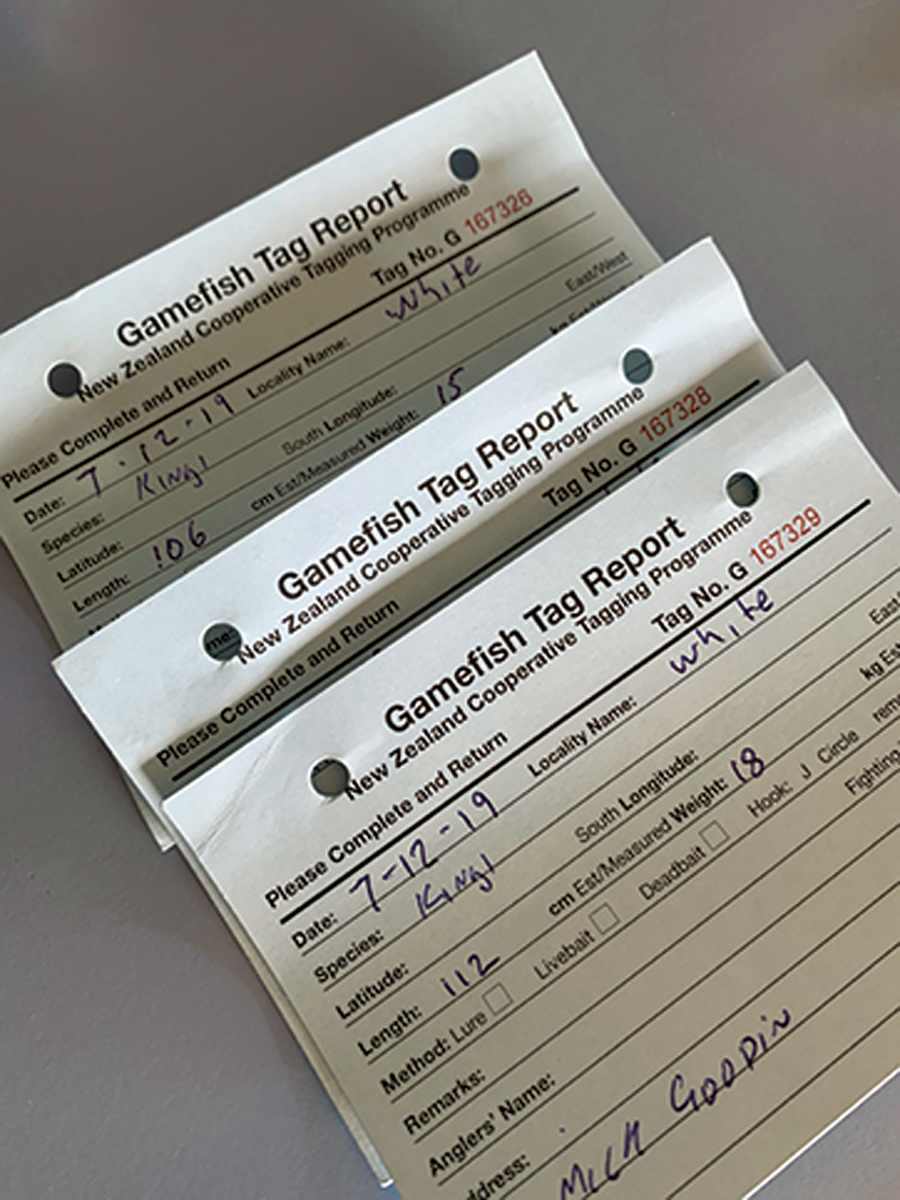 Gamefish Tag Report
New Zealand Cooperative Tagging Programme
Please Complete and Return Tag No. G 167326
Date: 7-12-19 Locality Name: White
Species: Kingi
Latitude: South Longitude: East/West
Length: 106 cm Est/Measured Weight: 15
Gamefish Tag Report
New Zealand Cooperative Tagging Programme
Please Complete and Return Tag No. G 167328
Gamefish Tag Report
New Zealand Cooperative Tagging Programme
Please Complete and Return Tag No. G 167329
Date: 7-12-19 Locality Name: White
Species: Kingi
Latitude: South Longitude: East/
Length: 112 cm Est/Measured Weight: 18 kg Est
Method: Lure Livebait Deadbait Hook: J Circle
Remarks: Fighting
Anglers' Name:
ddress: